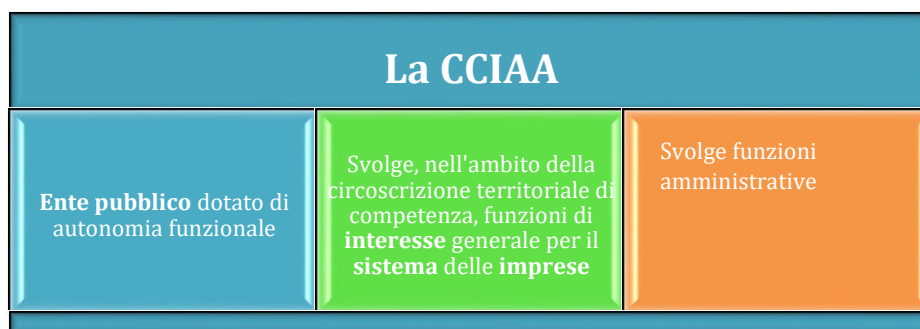 La CCIAA
Ente pubblico dotato di
autonomia funzionale
Svolge, nell'ambito della
circoscrizione territoriale di
competenza, funzioni di
interesse generale per il
sistema delle imprese
Svolge funzioni
amministrative